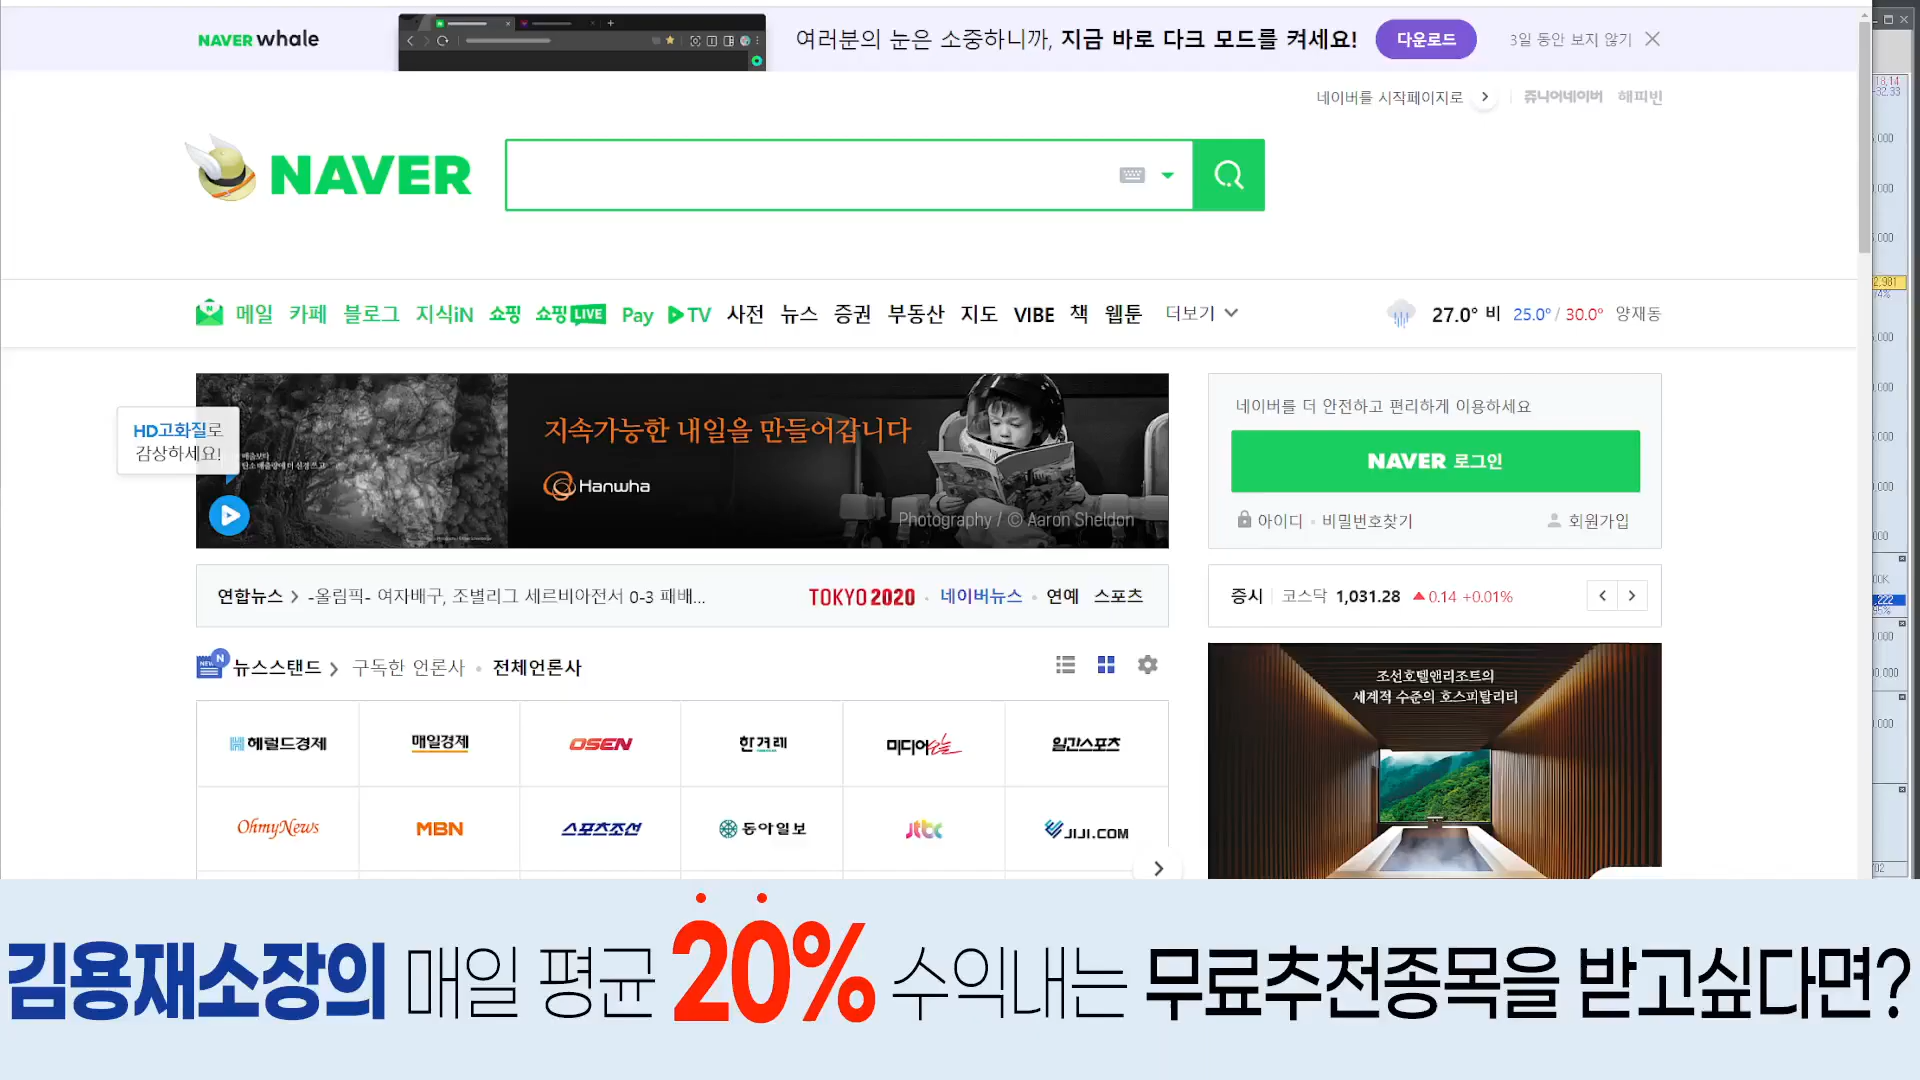 NAVER whale
여러분의 눈은 소중하니까, 지금 바로 다크 모드를 켜세요!
다운로드
3일 동안 보지 않기
네이버를 시작페이지로
쥬니어네이버 해피빈
NAVER
메일 카페 블로그 지식iN 쇼핑 쇼핑LIVE Pay TV 사전 뉴스 증권 부동산 지도 VIBE 책 웹툰 더보기
27.0° 비 25.0° / 30.0° 양재동
HD고화질로
감상하세요!
지속가능한 내일을 만들어갑니다
Hanwha
Photography / © Aaron Sheldon
네이버를 더 안전하고 편리하게 이용하세요
NAVER 로그인
아이디 · 비밀번호찾기
회원가입
연합뉴스 > -올림픽- 여자배구, 조별리그 세르비아전서 0-3 패배...
TOKYO 2020 · 네이버뉴스 · 연예 스포츠
증시 코스닥 1,031.28 ▲ 0.14 +0.01%
뉴스스탠드 > 구독한 언론사 · 전체언론사
조선호텔앤리조트의
세계적 수준의 호스피탈리티
헤럴드경제 매일경제 OSEN 한겨레 미디어오늘 일간스포츠
OhmyNews MBN 스포츠조선 동아일보 jtbc JIJI.COM
김용재소장의 매일 평균 20% 수익내는 무료추천종목을 받고싶다면?